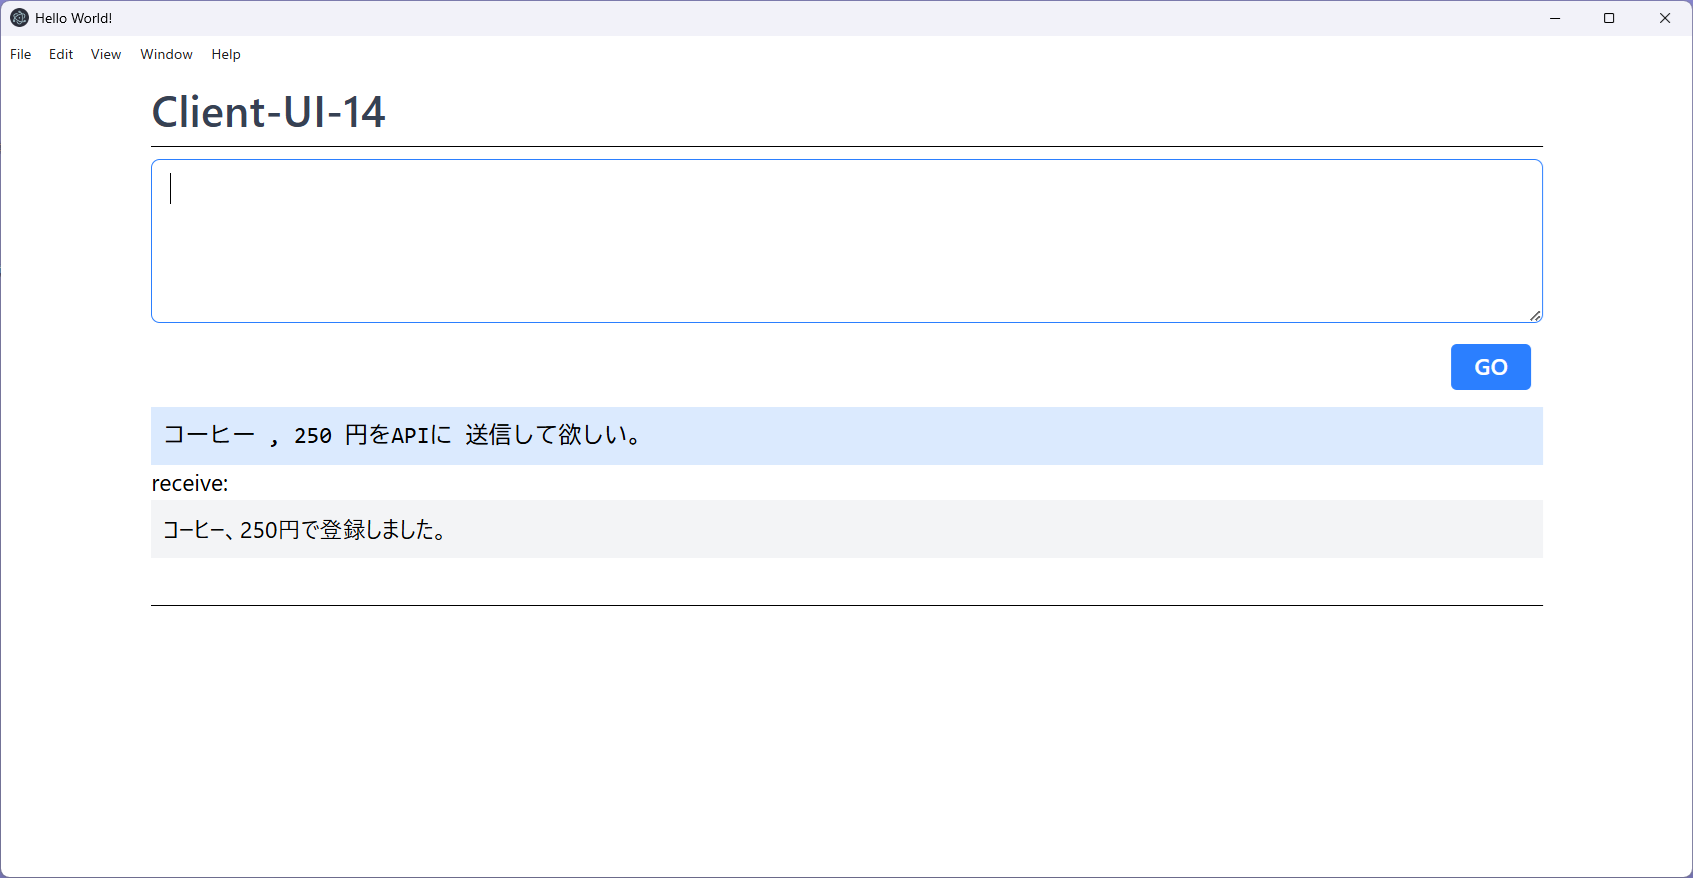 Hello World!
File Edit View Window Help
Client-UI-14
GO
コーヒー , 250 円をAPIに 送信して欲しい。
receive:
コーヒー、250円で登録しました。